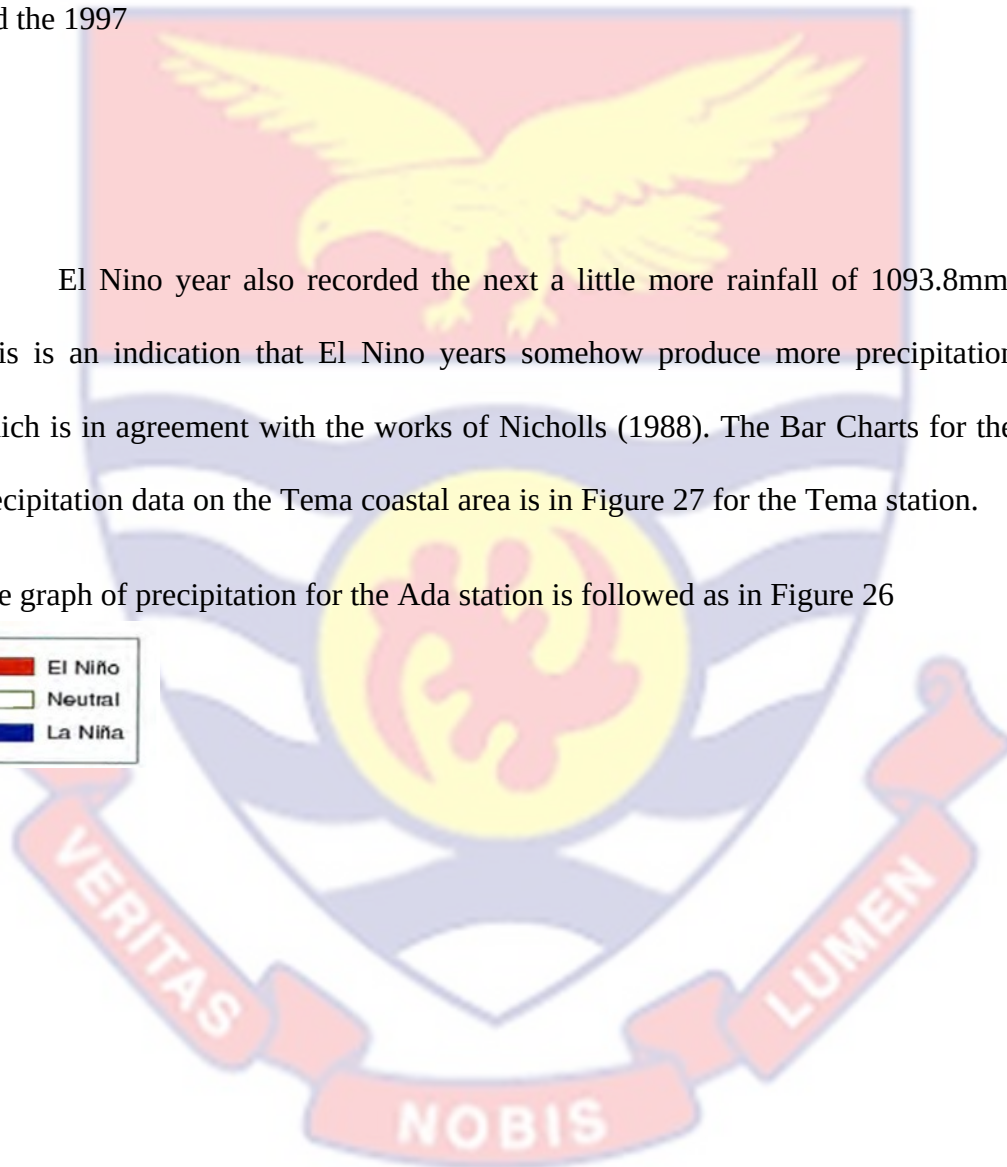 d the 1997
El Nino year also recorded the next a little more rainfall of 1093.8mm
is is an indication that El Nino years somehow produce more precipitation
ich is in agreement with the works of Nicholls (1988). The Bar Charts for the
ecipitation data on the Tema coastal area is in Figure 27 for the Tema station.
e graph of precipitation for the Ada station is followed as in Figure 26
El Niño
Neutral
La Niña
VERITAS
NOBIS
LUMEN